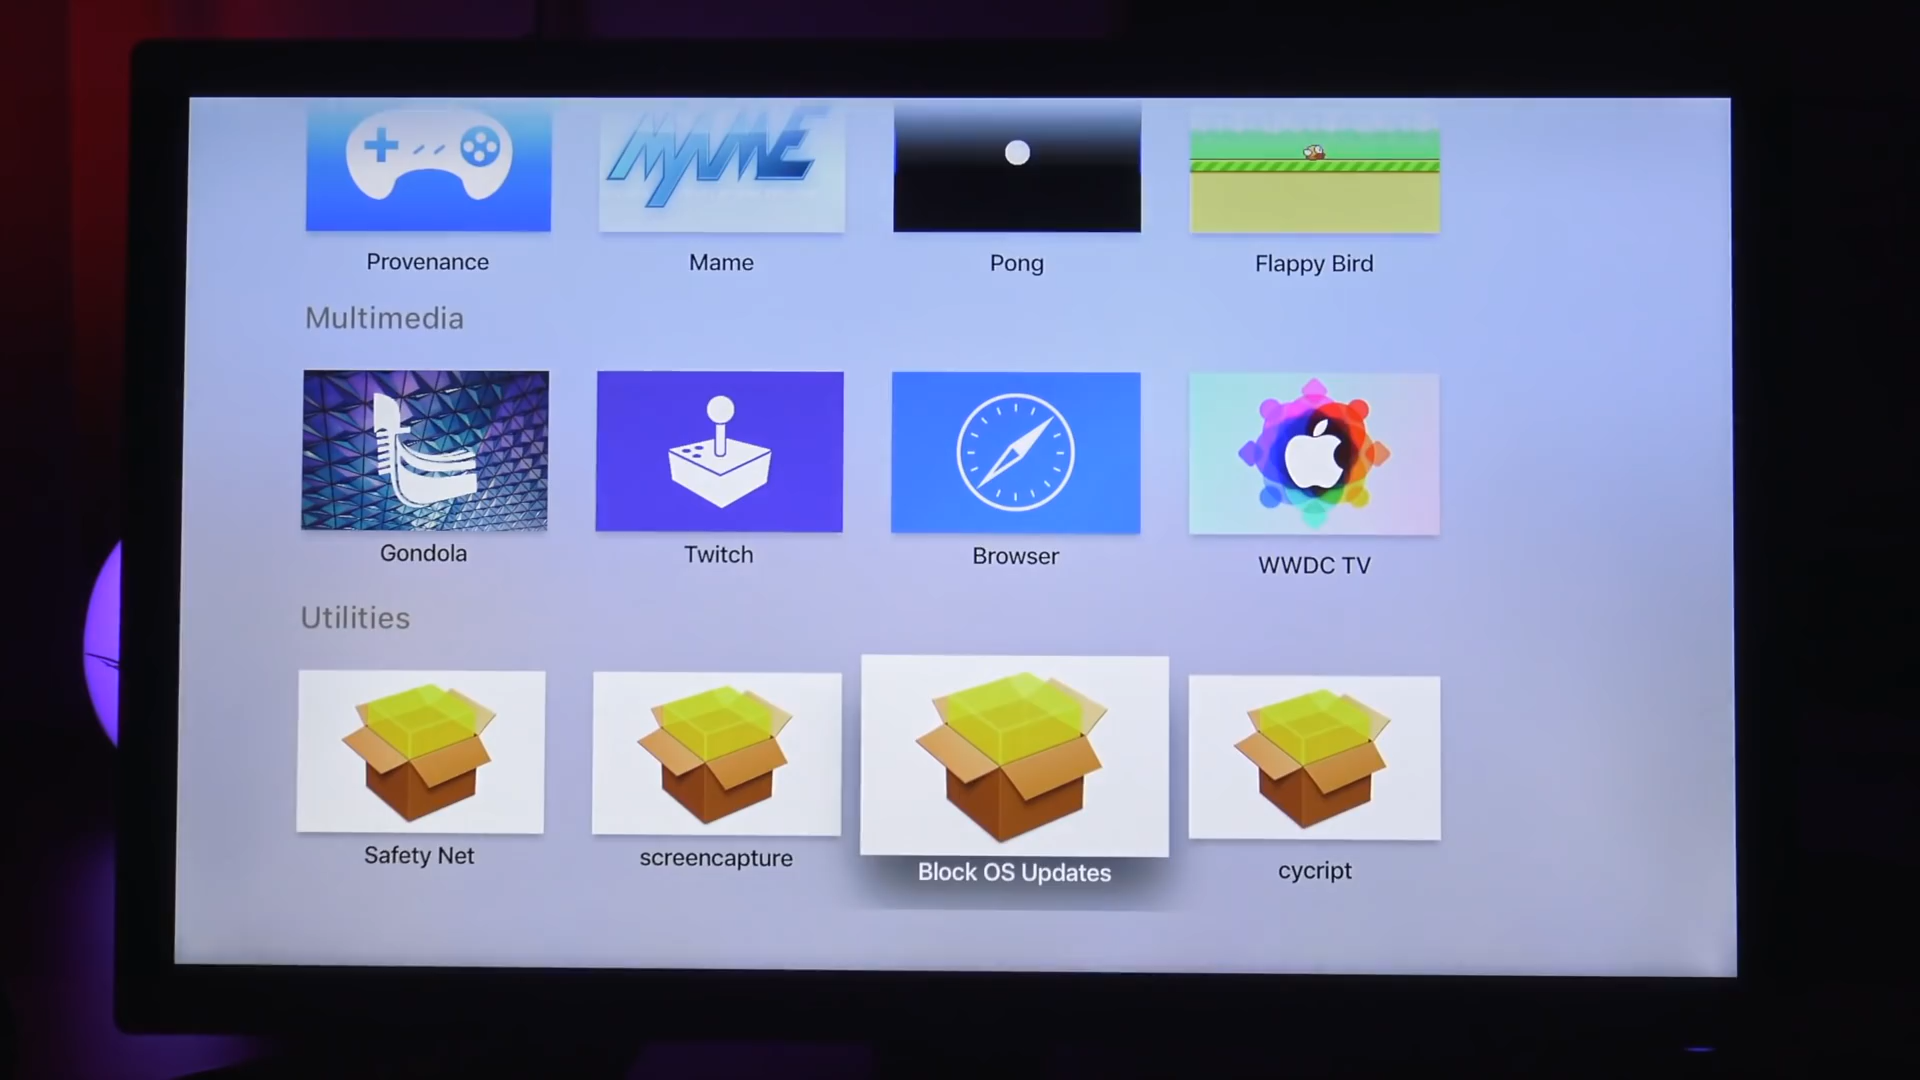 MAME
Provenance
Mame
Pong
Flappy Bird
Multimedia
Gondola
Twitch
Browser
WWDC TV
Utilities
Safety Net
screencapture
Block OS Updates
cycript